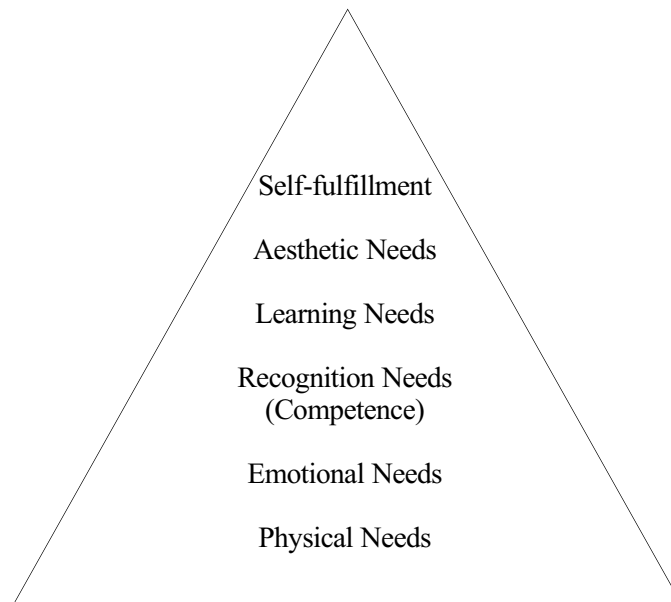 Self-fulfillment
Aesthetic Needs
Learning Needs
Recognition Needs
(Competence)
Emotional Needs
Physical Needs